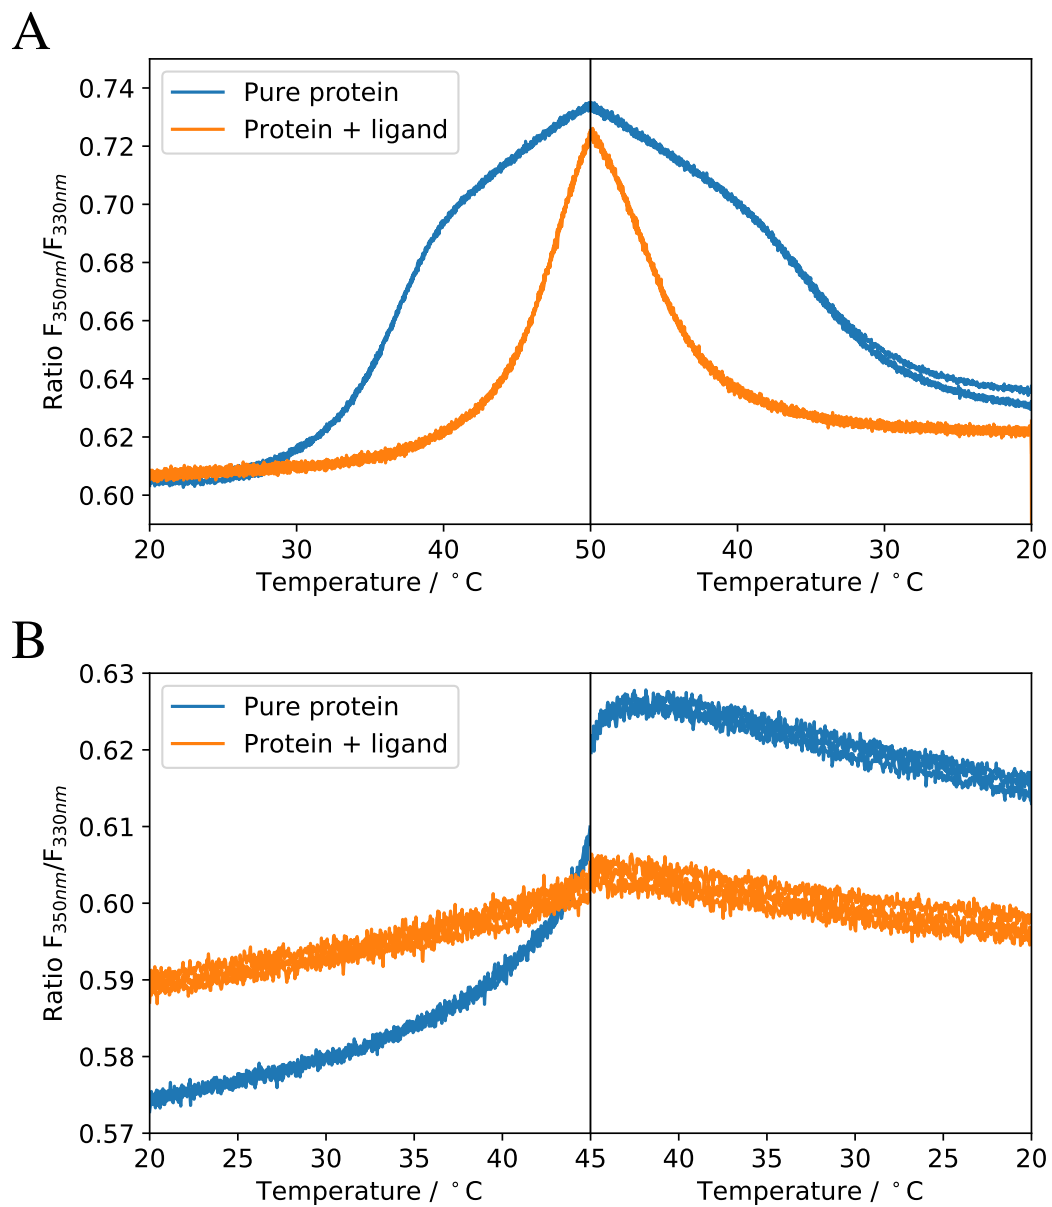 A
Pure protein
Protein + ligand
Ratio F350nm/F330nm
0.74
0.72
0.70
0.68
0.66
0.64
0.62
0.60
20 30 40 50 40 30 20
Temperature / °C Temperature / °C
B
Pure protein
Protein + ligand
Ratio F350nm/F330nm
0.63
0.62
0.61
0.60
0.59
0.58
0.57
20 25 30 35 40 45 40 35 30 25 20
Temperature / °C Temperature / °C